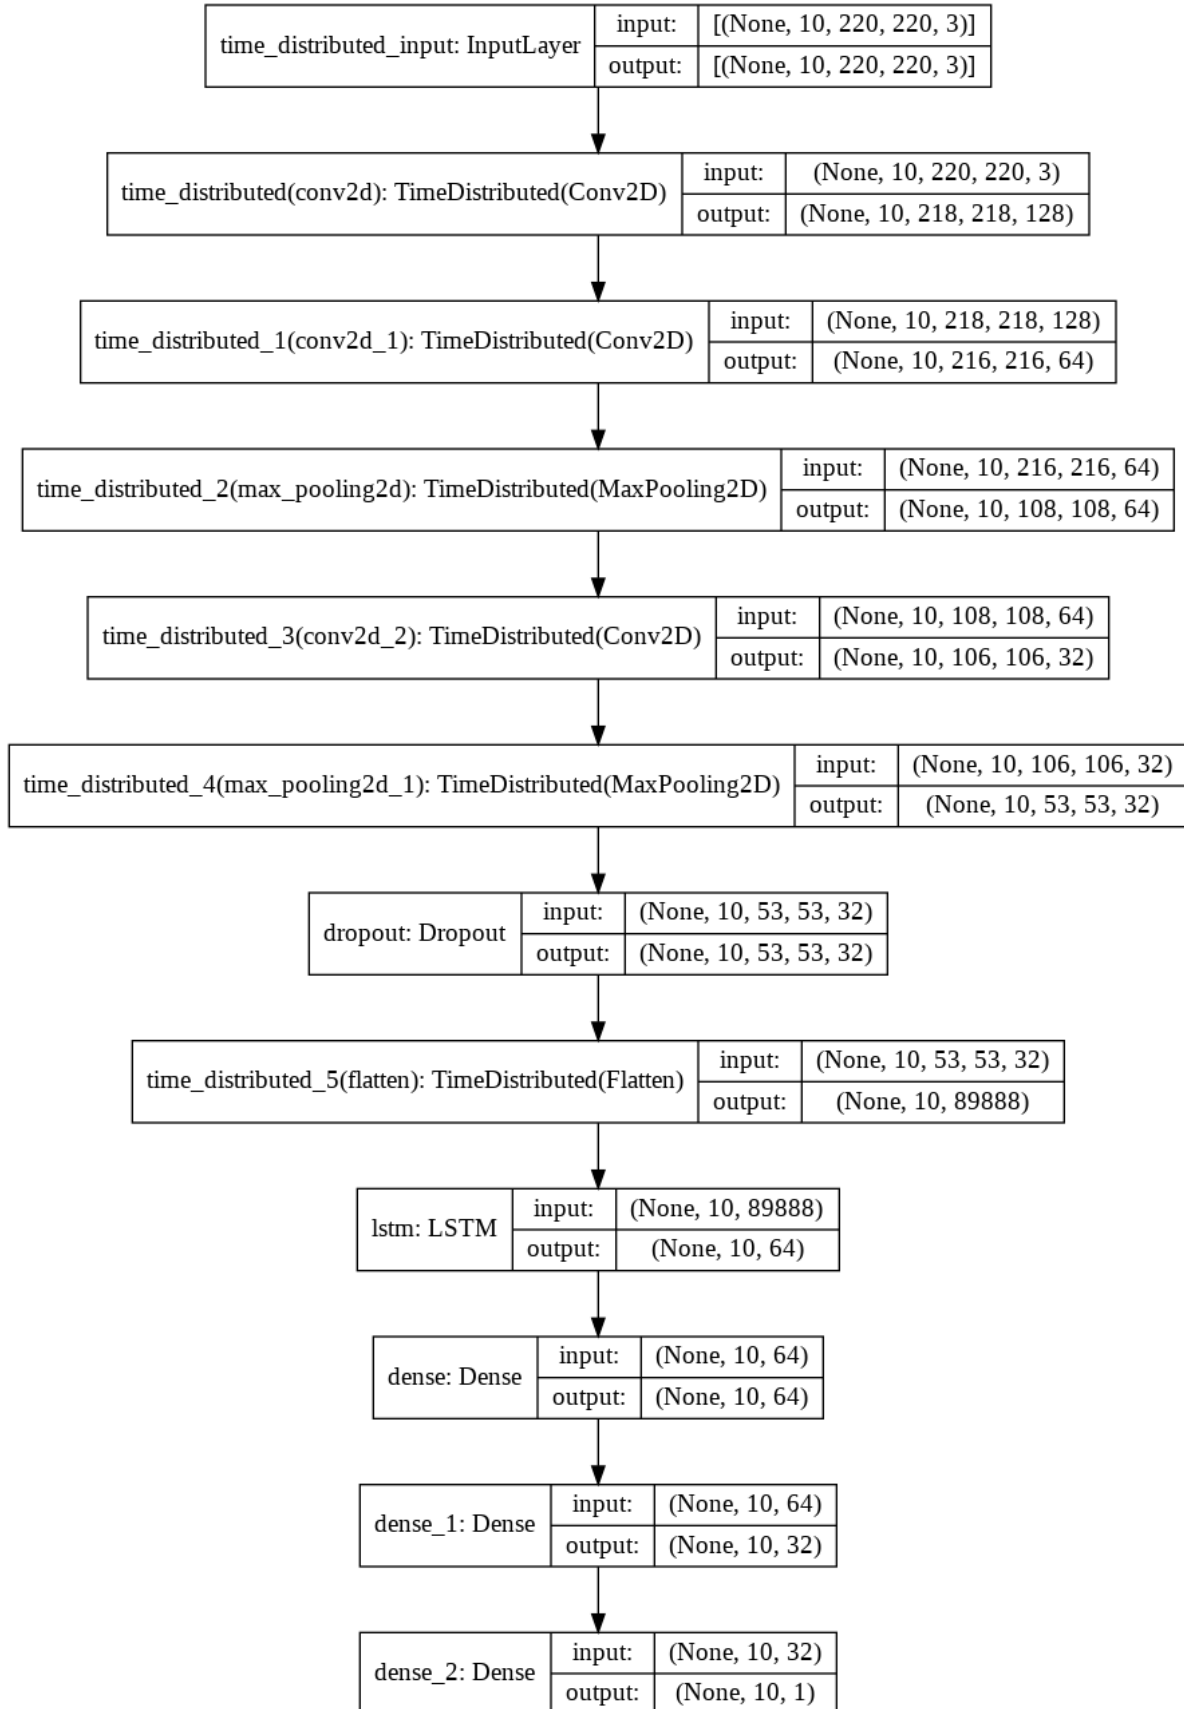 time_distributed_input: InputLayer
input: [(None, 10, 220, 220, 3)]
output: [(None, 10, 220, 220, 3)]
time_distributed(conv2d): TimeDistributed(Conv2D)
input: (None, 10, 220, 220, 3)
output: (None, 10, 218, 218, 128)
time_distributed_1(conv2d_1): TimeDistributed(Conv2D)
input: (None, 10, 218, 218, 128)
output: (None, 10, 216, 216, 64)
time_distributed_2(max_pooling2d): TimeDistributed(MaxPooling2D)
input: (None, 10, 216, 216, 64)
output: (None, 10, 108, 108, 64)
time_distributed_3(conv2d_2): TimeDistributed(Conv2D)
input: (None, 10, 108, 108, 64)
output: (None, 10, 106, 106, 32)
time_distributed_4(max_pooling2d_1): TimeDistributed(MaxPooling2D)
input: (None, 10, 106, 106, 32)
output: (None, 10, 53, 53, 32)
dropout: Dropout
input: (None, 10, 53, 53, 32)
output: (None, 10, 53, 53, 32)
time_distributed_5(flatten): TimeDistributed(Flatten)
input: (None, 10, 53, 53, 32)
output: (None, 10, 89888)
lstm: LSTM
input: (None, 10, 89888)
output: (None, 10, 64)
dense: Dense
input: (None, 10, 64)
output: (None, 10, 64)
dense_1: Dense
input: (None, 10, 64)
output: (None, 10, 32)
dense_2: Dense
input: (None, 10, 32)
output: (None, 10, 1)